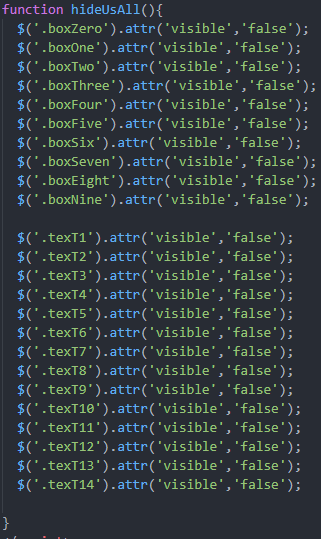 function hideUsAll(){
$('.boxZero').attr('visible','false');
$('.boxOne').attr('visible','false');
$('.boxTwo').attr('visible','false');
$('.boxThree').attr('visible','false');
$('.boxFour').attr('visible','false');
$('.boxFive').attr('visible','false');
$('.boxSix').attr('visible','false');
$('.boxSeven').attr('visible','false');
$('.boxEight').attr('visible','false');
$('.boxNine').attr('visible','false');
$('.texT1').attr('visible','false');
$('.texT2').attr('visible','false');
$('.texT3').attr('visible','false');
$('.texT4').attr('visible','false');
$('.texT5').attr('visible','false');
$('.texT6').attr('visible','false');
$('.texT7').attr('visible','false');
$('.texT8').attr('visible','false');
$('.texT9').attr('visible','false');
$('.texT10').attr('visible','false');
$('.texT11').attr('visible','false');
$('.texT12').attr('visible','false');
$('.texT13').attr('visible','false');
$('.texT14').attr('visible','false');
}